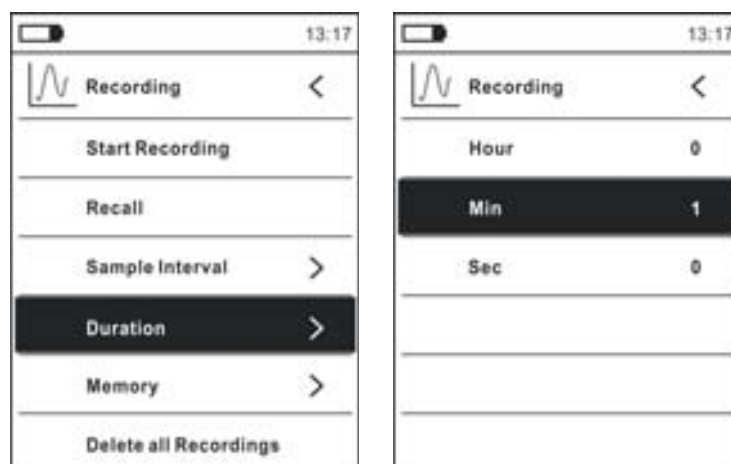 13:17
Recording <
Start Recording
Recall
Sample Interval >
Duration >
Memory >
Delete all Recordings
13:17
Recording <
Hour 0
Min 1
Sec 0